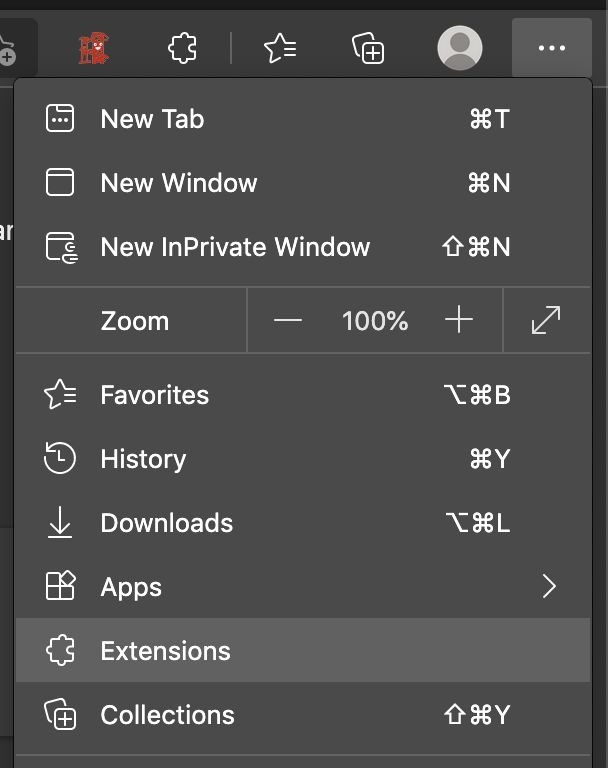 New Tab ⌘T
New Window ⌘N
New InPrivate Window ⇧⌘N
Zoom 100%
Favorites ⌥⌘B
History ⌘Y
Downloads ⌥⌘L
Apps
Extensions
Collections ⇧⌘Y